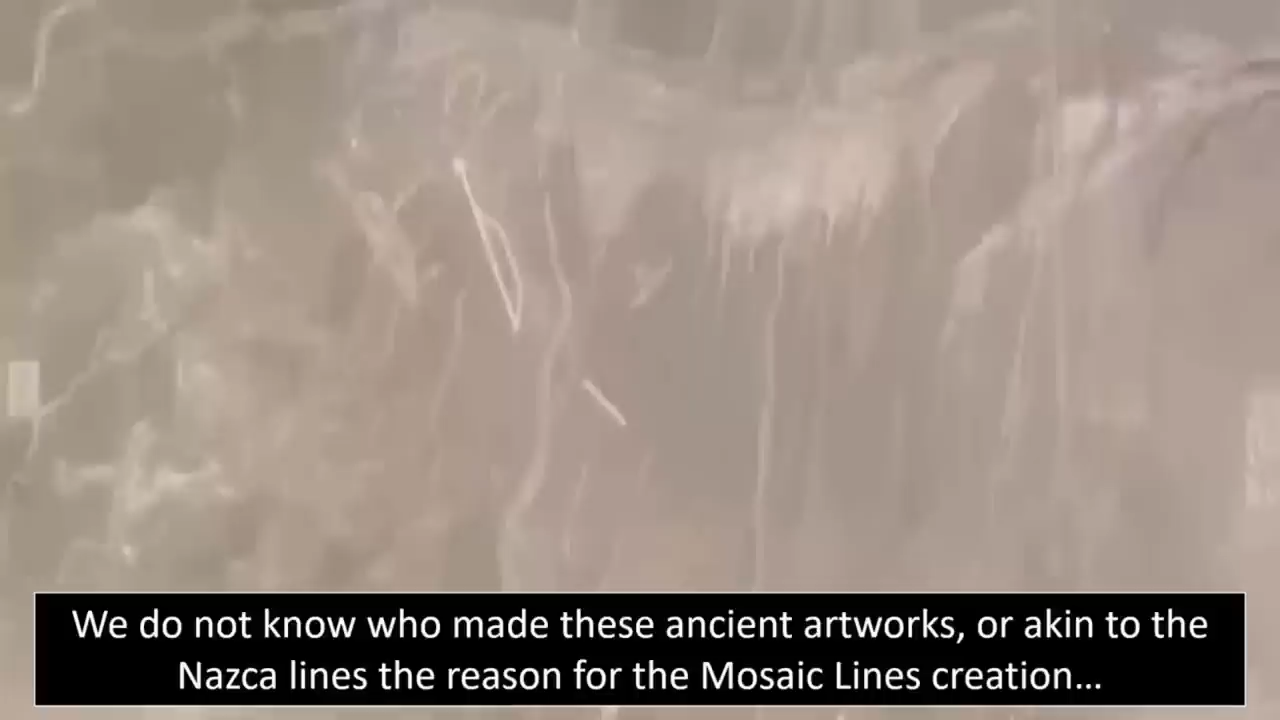 We do not know who made these ancient artworks, or akin to the
Nazca lines the reason for the Mosaic Lines creation...